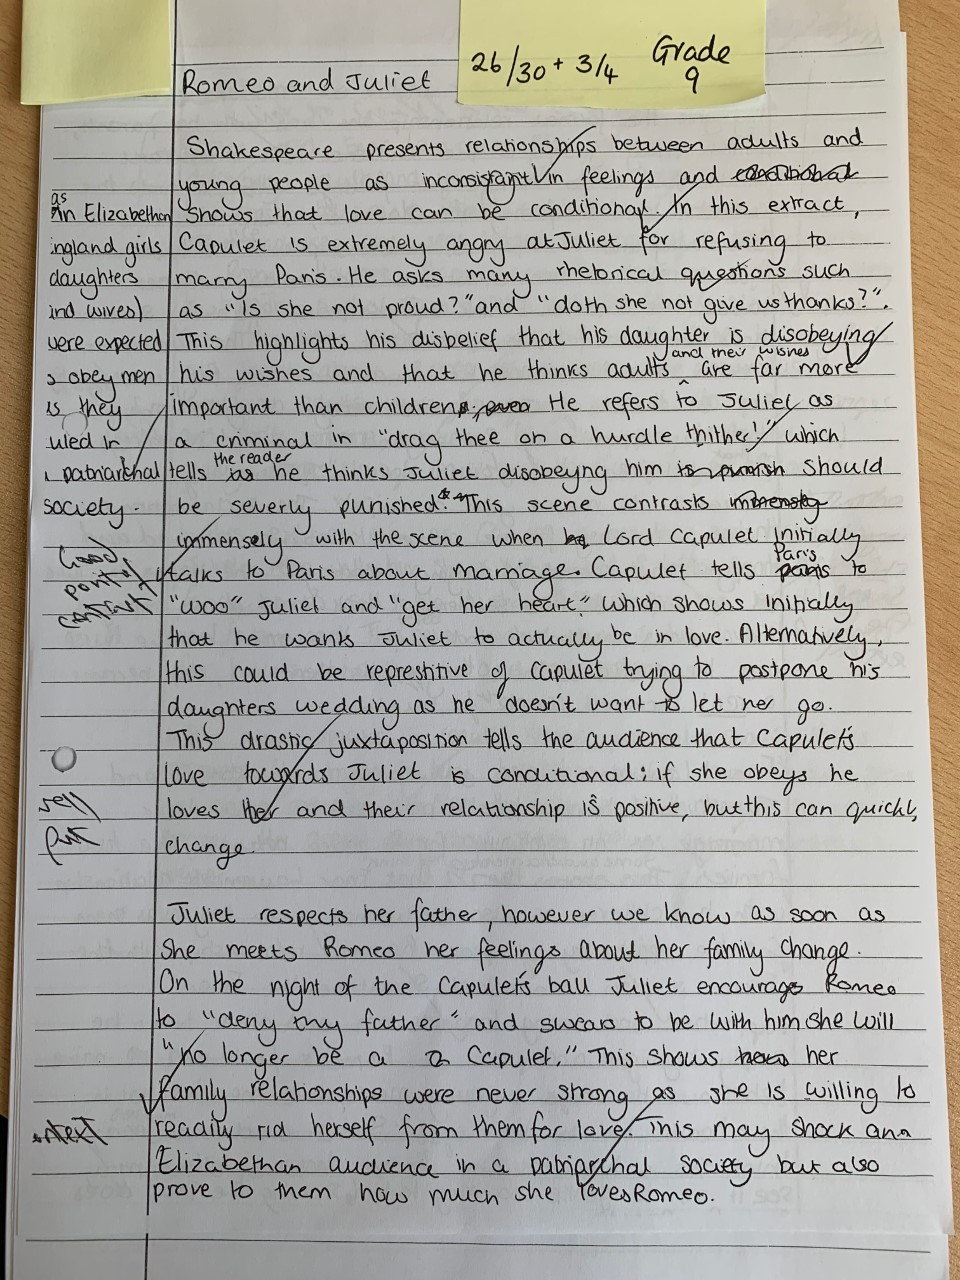 26/30 + 3/4 Grade
9
Romeo and Juliet
Shakespeare presents relationships between adults and
young people as inconsistant in feelings and conditional
shows that love can be conditional. In this extract,
Capulet is extremely angry at Juliet for refusing to
marry Paris. He asks many rhetorical questions such
as "Is she not proud?" and "doth she not give us thanks?".
This highlights his disbelief that his daughter is disobeying
and their wishes
his wishes and that he thinks adults ^ are far more
important than children. He refers to Juliet as
a criminal in "drag thee on a hurdle thither!" which
the reader
tells he thinks Juliet disobeyng him should
be severly punished.* This scene contrasts
immensely with the scene when Lord Capulet initially
Paris
talks to Paris about marriage. Capulet tells to
"woo" Juliet and "get her heart." which shows initially
that he wants Juliet to actually be in love. Alternatively,
this could be represtitive of Capulet trying to postpone his
daughters wedding as he doesn't want to let her go.
This drastic juxtaposition tells the audience that Capulet's
love towards Juliet is conditional; if she obeys he
loves her and their relationship is positive, but this can quickly
change.
Juliet respects her father, however we know as soon as
she meets Romeo her feelings about her family change.
On the night of the Capulet's ball Juliet encourages Romeo
to "deny thy father" and swears to be with him she will
"no longer be a Capulet." This shows her
family relationships were never strong as she is willing to
readily rid herself from them for love. This may shock an
Elizabethan audience in a patriarchal society but also
prove to them how much she loves Romeo.
as
An Elizabethan
ingland girls
daughters
ind wives)
were expected
s obey men
is they
uled in
patriarchal
society.
Good
point of
contrast!
well
put
ntext